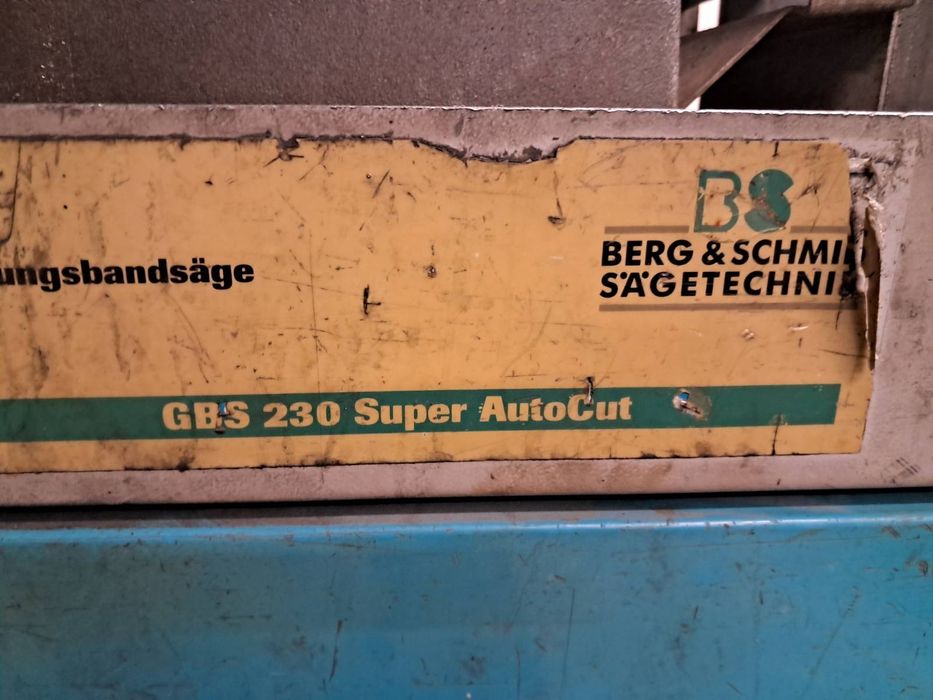 BS
BERG & SCHMI
SÄGETECHNI
ungsbandsäge
GBS 230 Super AutoCut